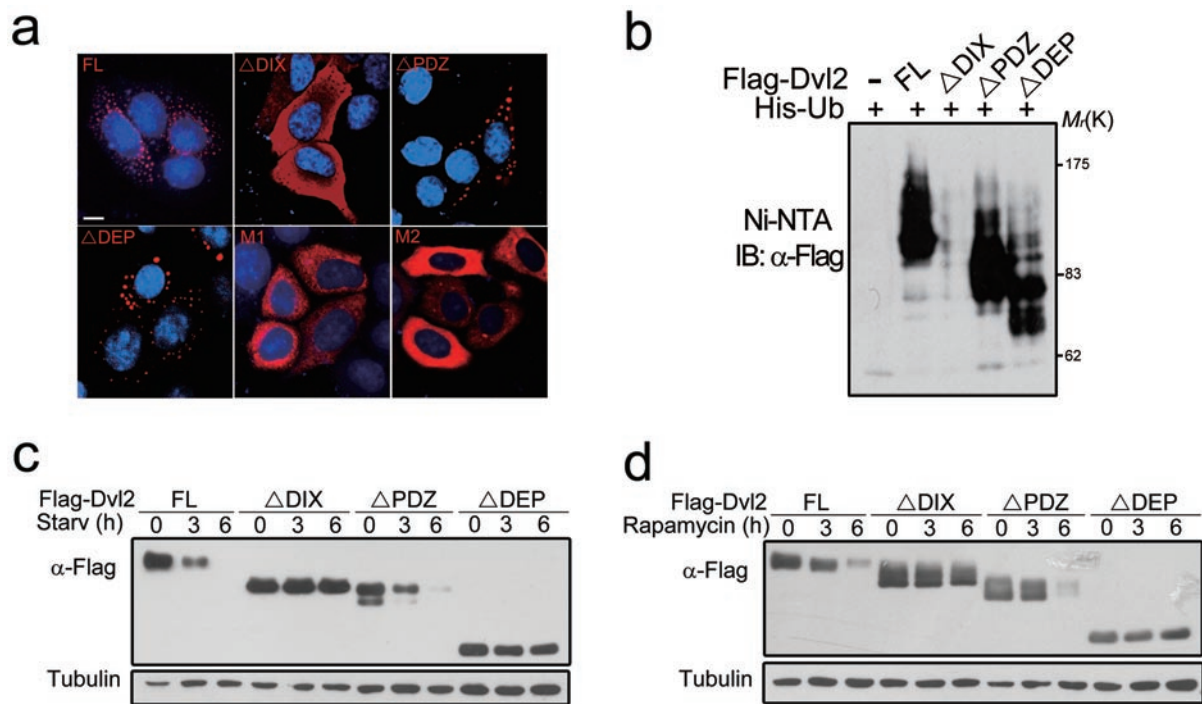 a
FL △DIX △PDZ
△DEP M1 M2
b
Flag-Dvl2 - FL △DIX △PDZ △DEP
His-Ub + + + + +
Mr(K)
175
Ni-NTA
IB: α-Flag
83
62
c
Flag-Dvl2 FL △DIX △PDZ △DEP
Starv (h) 0 3 6 0 3 6 0 3 6 0 3 6
α-Flag
Tubulin
d
Flag-Dvl2 FL △DIX △PDZ △DEP
Rapamycin (h) 0 3 6 0 3 6 0 3 6 0 3 6
α-Flag
Tubulin